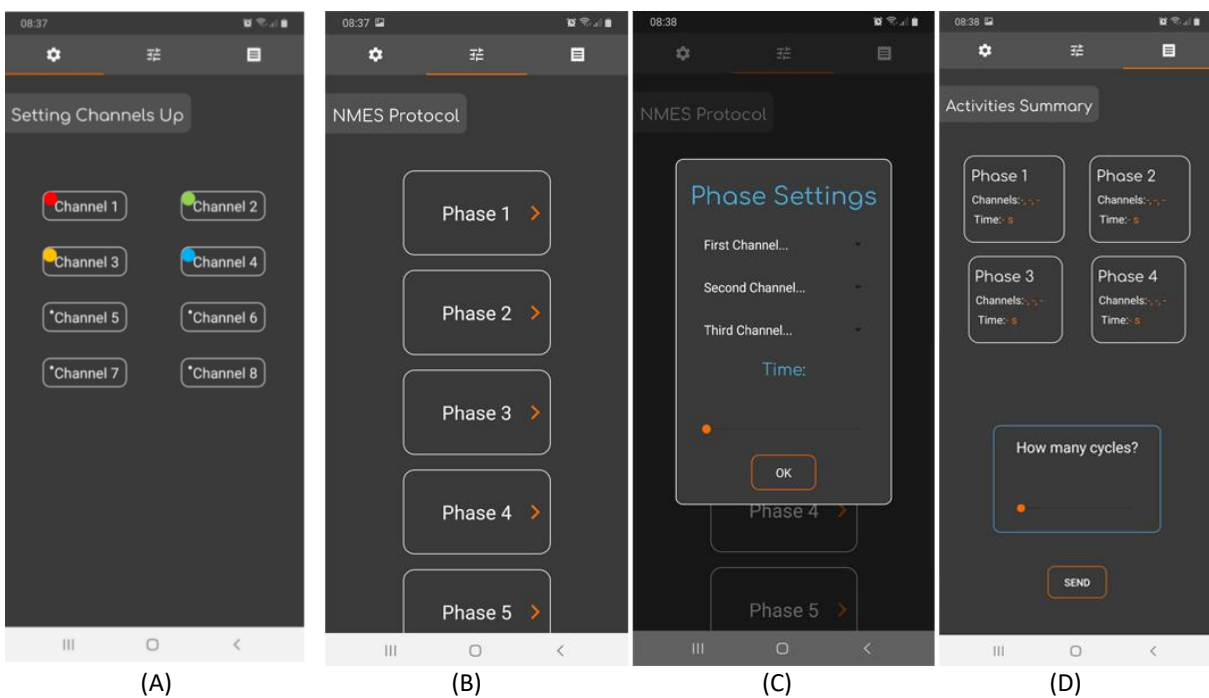 08:37
Setting Channels Up
Channel 1
Channel 2
Channel 3
Channel 4
Channel 5
Channel 6
Channel 7
Channel 8
(A)
08:37
NMES Protocol
Phase 1
Phase 2
Phase 3
Phase 4
Phase 5
(B)
08:38
NMES Protocol
Phase Settings
First Channel...
Second Channel...
Third Channel...
Time:
OK
Phase 4
Phase 5
(C)
08:38
Activities Summary
Phase 1
Channels:-, -, -
Time:- s
Phase 2
Channels:-, -, -
Time:- s
Phase 3
Channels:-, -, -
Time:- s
Phase 4
Channels:-, -, -
Time:- s
How many cycles?
SEND
(D)